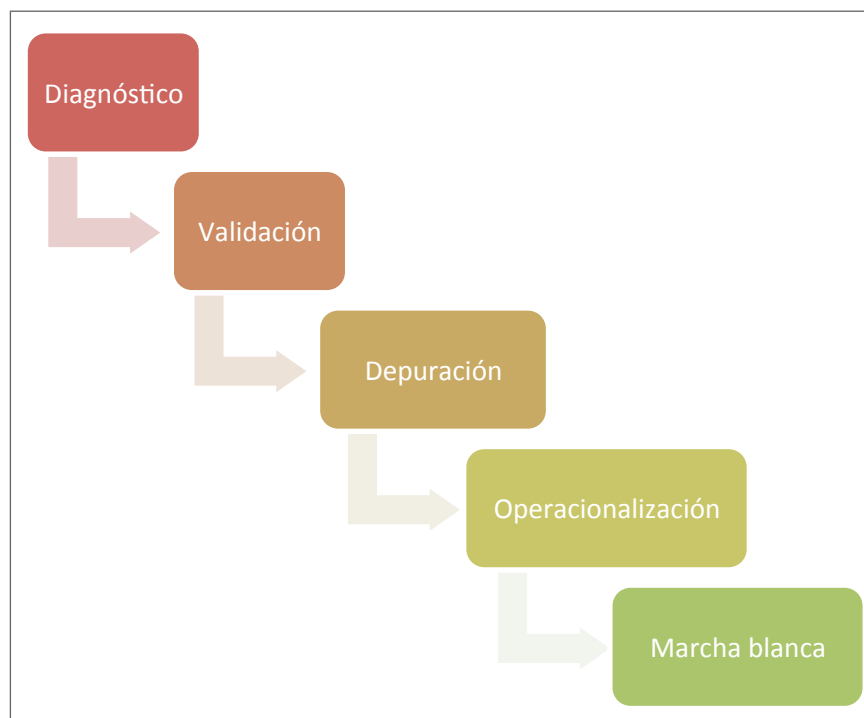 Diagnóstico
Validación
Depuración
Operacionalización
Marcha blanca